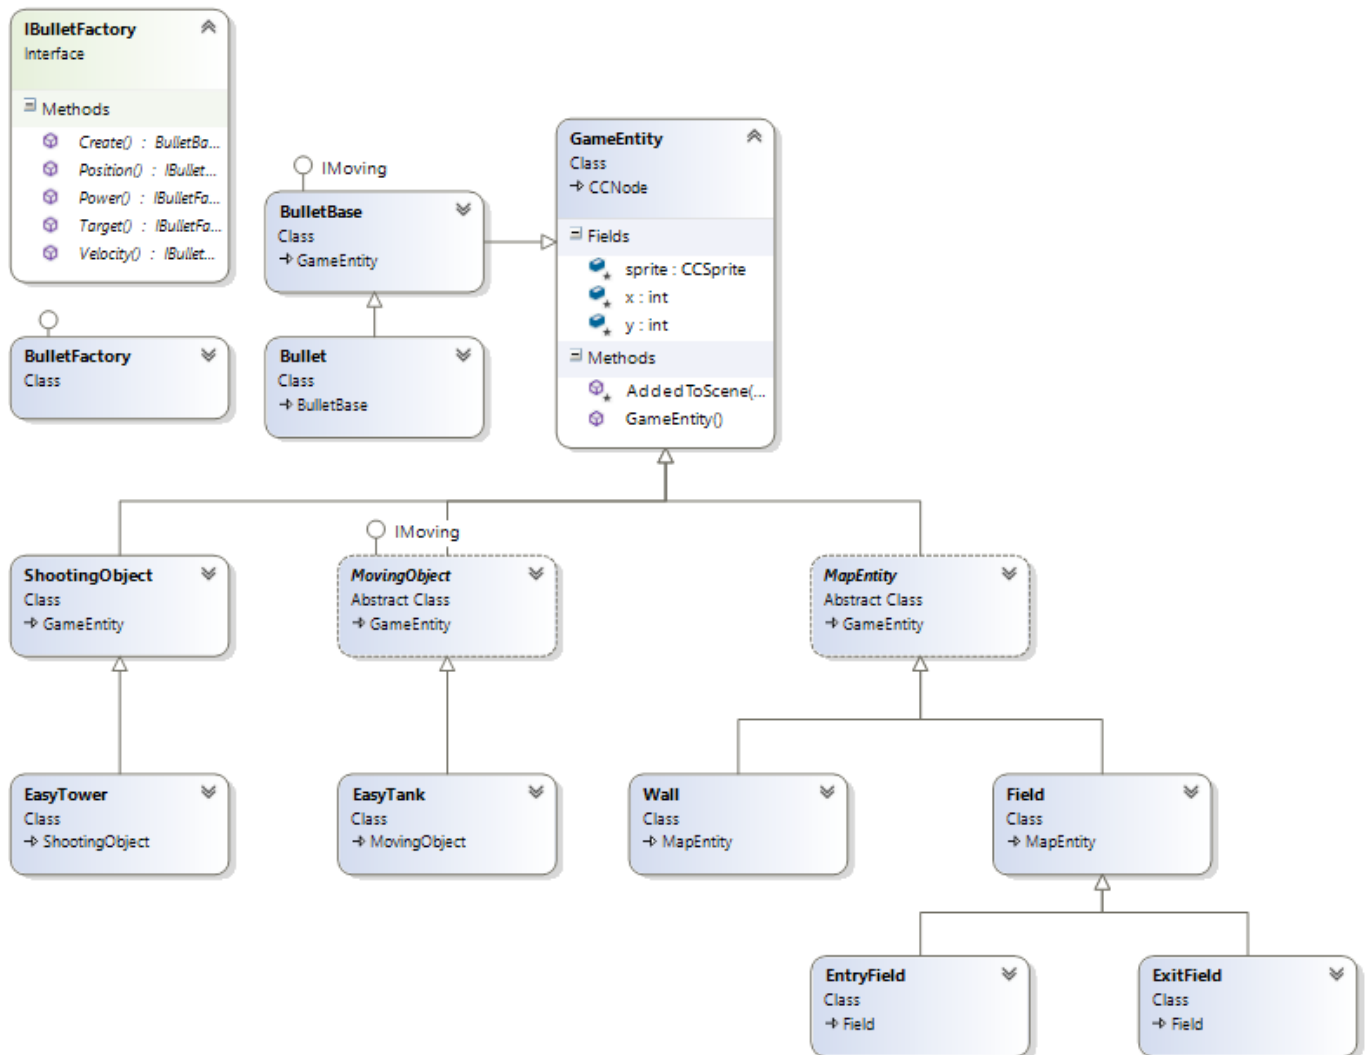 IBulletFactory
Interface
Methods
Create() : BulletBa...
Position() : IBullet...
Power() : IBulletFa...
Target() : IBulletFa...
Velocity() : IBullet...
BulletFactory
Class
IMoving
BulletBase
Class
GameEntity
Bullet
Class
BulletBase
GameEntity
Class
CCNode
Fields
sprite : CCSprite
x : int
y : int
Methods
AddedToScene(...
GameEntity()
ShootingObject
Class
GameEntity
IMoving
MovingObject
Abstract Class
GameEntity
MapEntity
Abstract Class
GameEntity
EasyTower
Class
ShootingObject
EasyTank
Class
MovingObject
Wall
Class
MapEntity
Field
Class
MapEntity
EntryField
Class
Field
ExitField
Class
Field